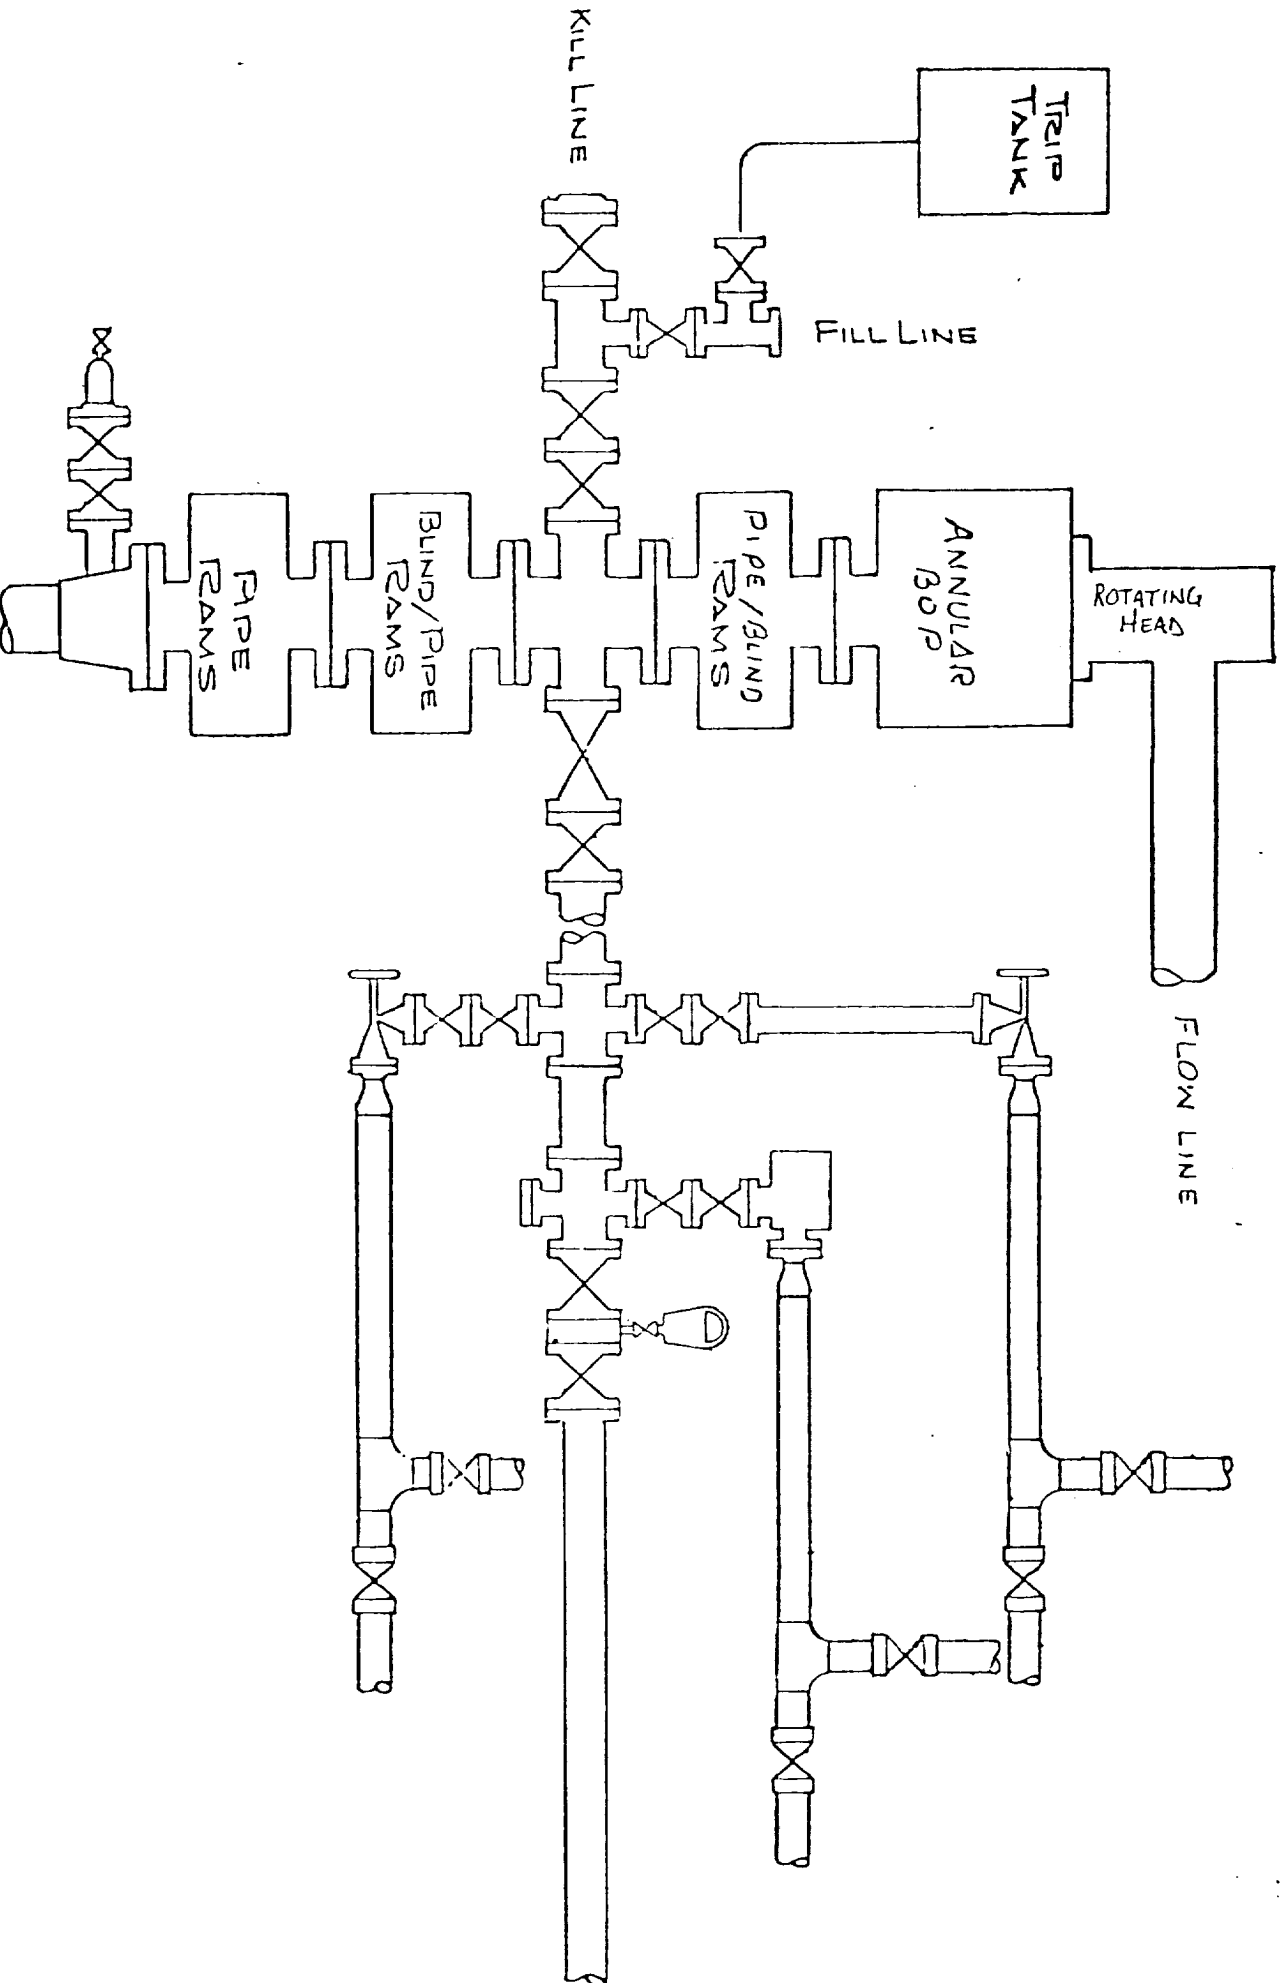 TRIP
TANK
KILL LINE
FILL LINE
ROTATING
HEAD
FLOW LINE
ANNULAR
BOP
PIPE/BLIND
RAMS
BLIND/PIPE
RAMS
PIPE
RAMS